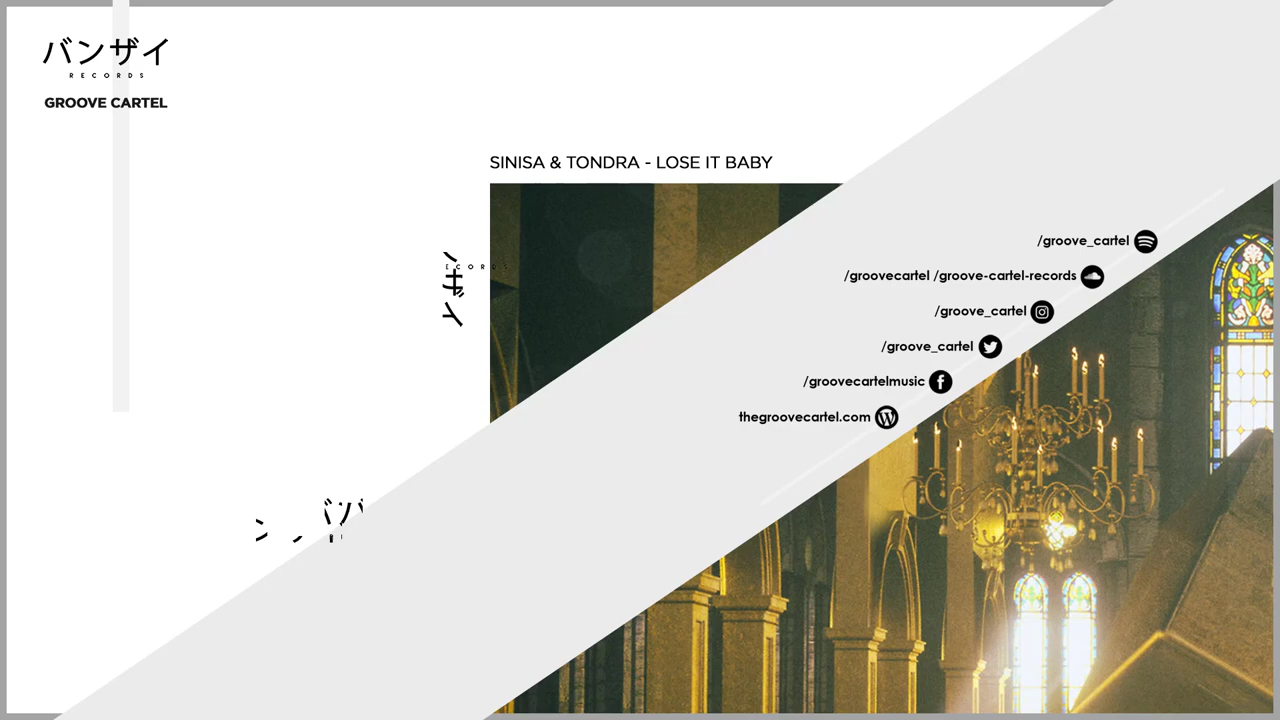 バンザイ
RECORDS
GROOVE CARTEL
SINISA & TONDRA - LOSE IT BABY
/groove_cartel
/groovecartel /groove-cartel-records
/groove_cartel
/groove_cartel
/groovecartelmusic
thegroovecartel.com